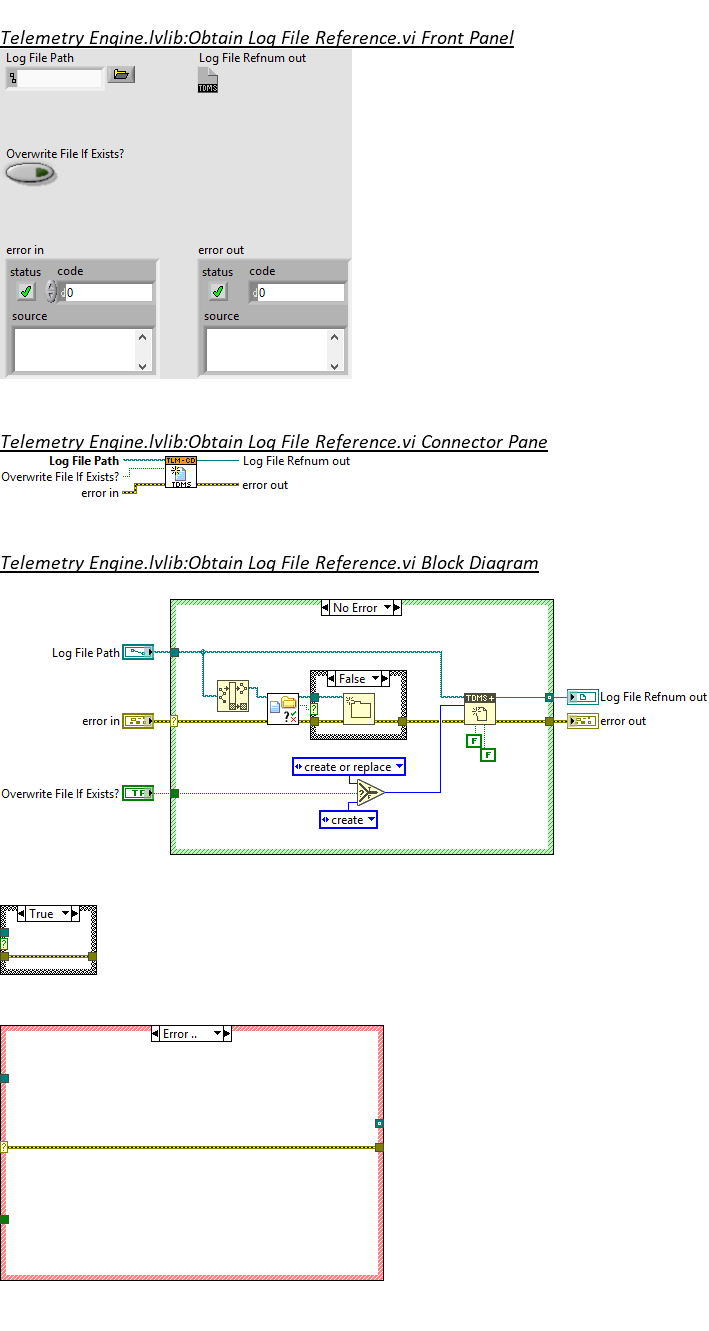 Telemetry Engine.lvlib:Obtain Log File Reference.vi Front Panel
Log File Path
Log File Refnum out
TDMS
Overwrite File If Exists?
error in
error out
status code
status code
0
0
source
source
Telemetry Engine.lvlib:Obtain Log File Reference.vi Connector Pane
Log File Path
TLM-CD
Log File Refnum out
Overwrite File If Exists?
TDMS
error in
error out
Telemetry Engine.lvlib:Obtain Log File Reference.vi Block Diagram
No Error
Log File Path
False
TDMS+
Log File Refnum out
error in
?
?
?
error out
F
F
create or replace
Overwrite File If Exists?
TF
?
T
F
create
True
?
Error ..
?